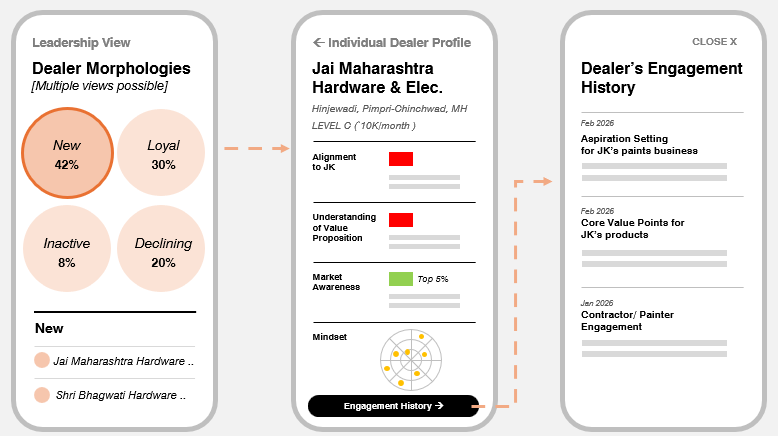 Leadership View
Dealer Morphologies
[Multiple views possible]
New
42%
Loyal
30%
Inactive
8%
Declining
20%
New
Jai Maharashtra Hardware ..
Shri Bhagwati Hardware ..
← Individual Dealer Profile
Jai Maharashtra
Hardware & Elec.
Hinjewadi, Pimpri-Chinchwad, MH
LEVEL C (`10K/month )
Alignment
to JK
Understanding
of Value
Proposition
Market
Awareness
Top 5%
Mindset
Engagement History →
CLOSE X
Dealer's Engagement
History
Feb 2026
Aspiration Setting
for JK's paints business
Feb 2026
Core Value Points for
JK's products
Jan 2026
Contractor/ Painter
Engagement